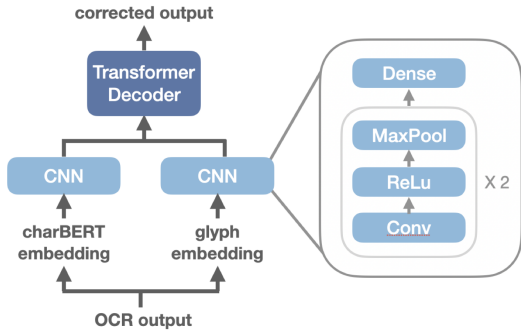 corrected output
Transformer
Decoder
CNN
CNN
charBERT
embedding
glyph
embedding
OCR output
Dense
MaxPool
ReLu
Conv
X 2